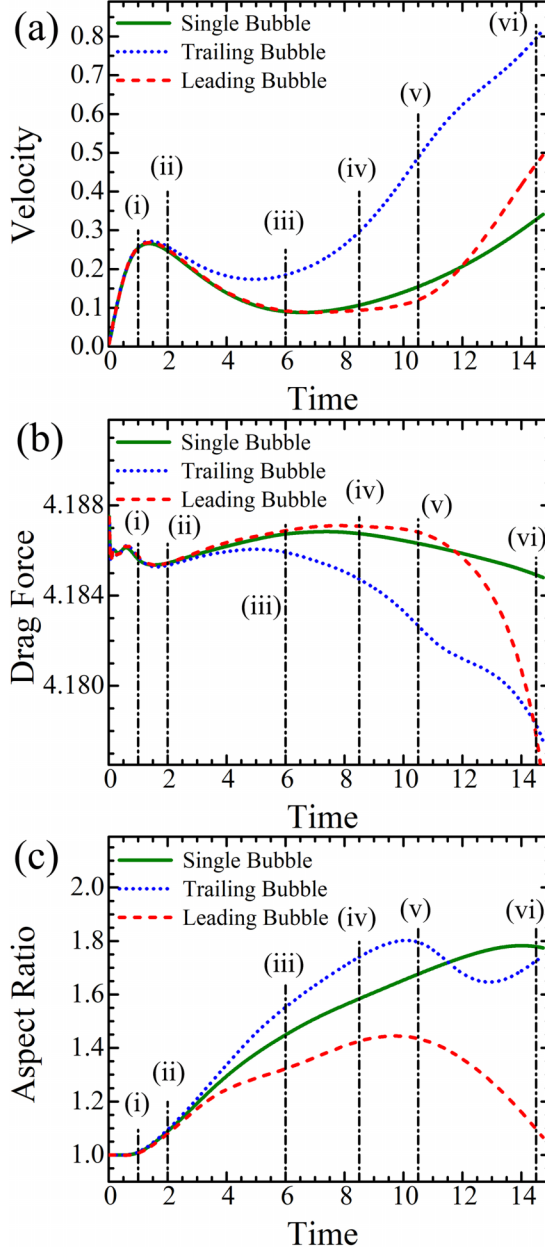 (a)
Single Bubble
Trailing Bubble
Leading Bubble
(i)
(ii)
(iii)
(iv)
(v)
(vi)
Velocity
0.8
0.7
0.6
0.5
0.4
0.3
0.2
0.1
0.0
0 2 4 6 8 10 12 14
Time
(b)
Single Bubble
Trailing Bubble
Leading Bubble
(i)
(ii)
(iii)
(iv)
(v)
(vi)
Drag Force
4.188
4.184
4.180
0 2 4 6 8 10 12 14
Time
(c)
Single Bubble
Trailing Bubble
Leading Bubble
(i)
(ii)
(iii)
(iv)
(v)
(vi)
Aspect Ratio
2.0
1.8
1.6
1.4
1.2
1.0
0 2 4 6 8 10 12 14
Time